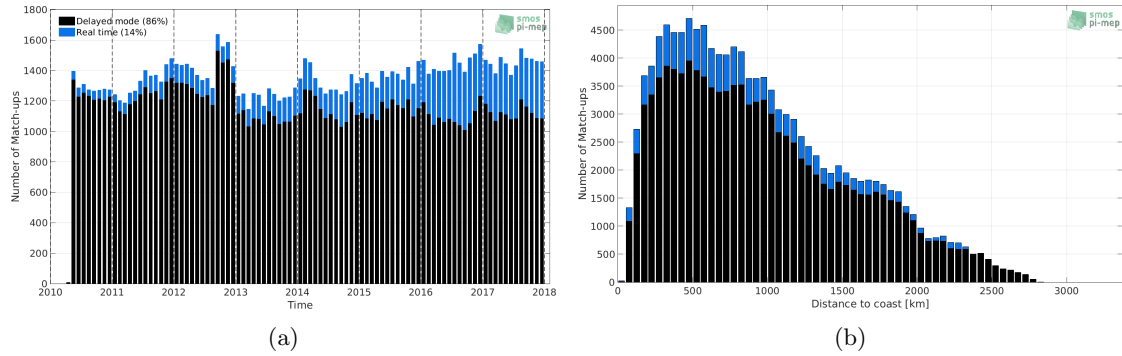 1800
1600
1400
1200
1000
800
600
400
200
0
Number of Match-ups
Delayed mode (86%)
Real time (14%)
smos
pi-mep
2010 2011 2012 2013 2014 2015 2016 2017 2018
Time
(a)
4500
4000
3500
3000
2500
2000
1500
1000
500
0
Number of Match-ups
smos
pi-mep
0 500 1000 1500 2000 2500 3000
Distance to coast [km]
(b)